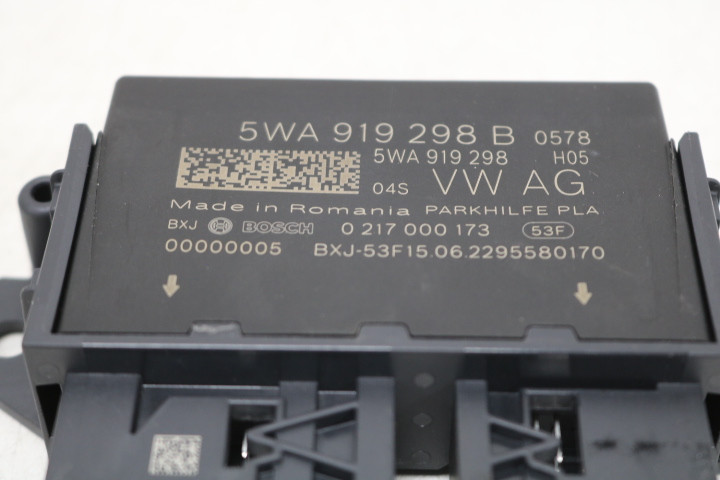 5WA 919 298 B 0578
5WA 919 298 H05
04S VW AG
Made in Romania PARKHILFE PLA
BXJ BOSCH 0 217 000 173 53F
00000005 BXJ-53F15.06.2295580170